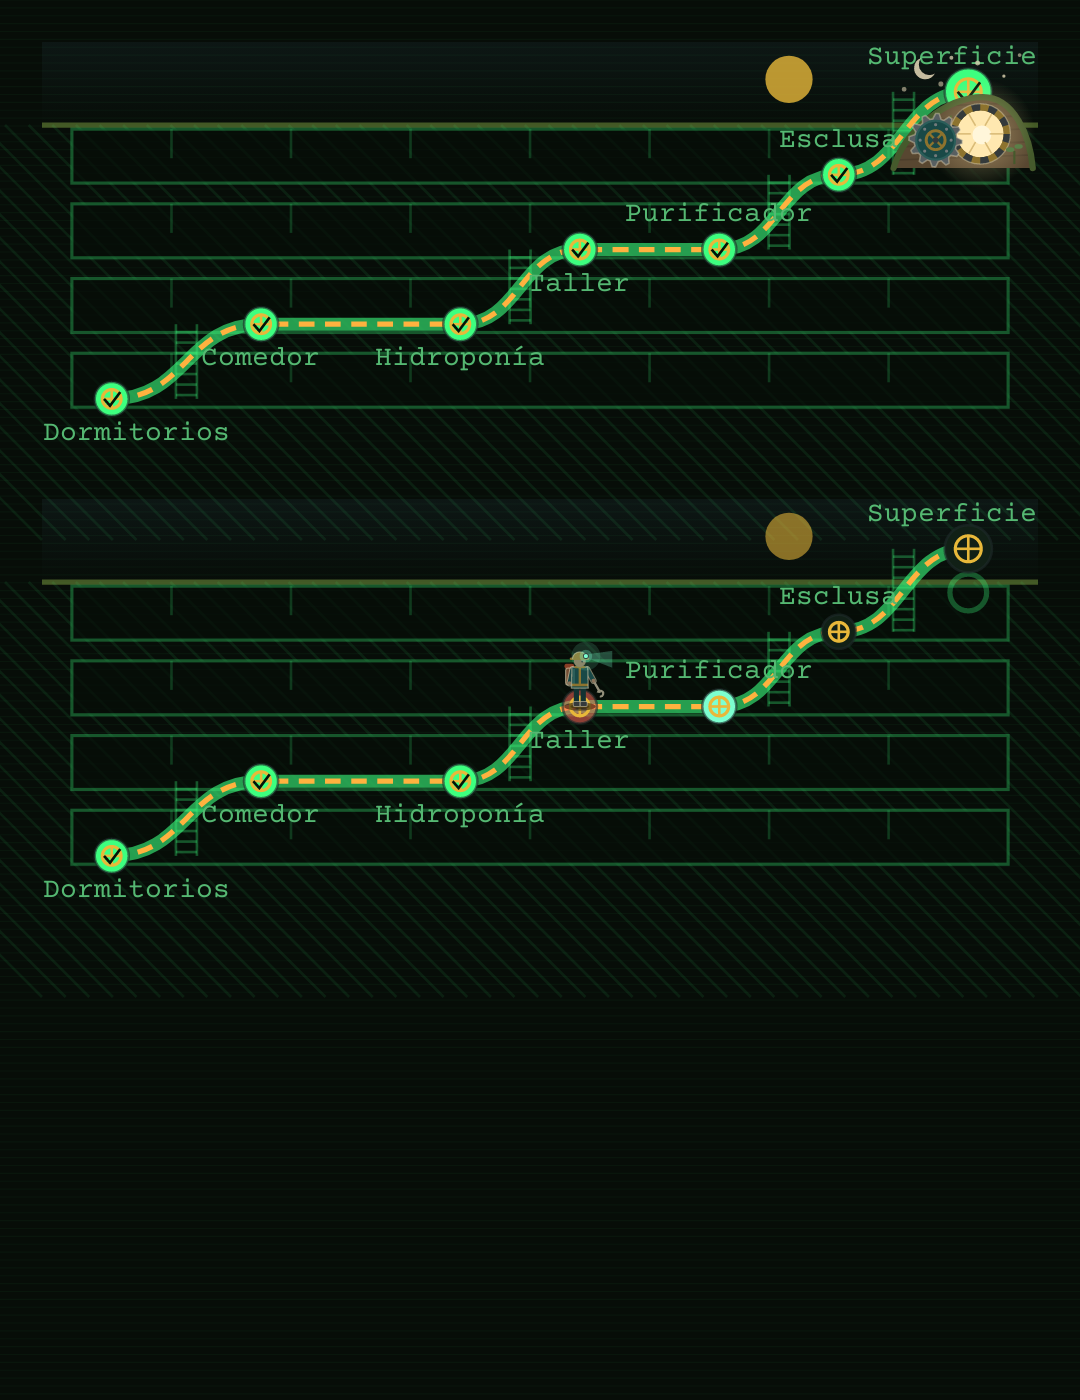 Superficie
Esclusa
Purificador
Taller
Comedor
Hidroponía
Dormitorios
Superficie
Esclusa
Purificador
Taller
Comedor
Hidroponía
Dormitorios